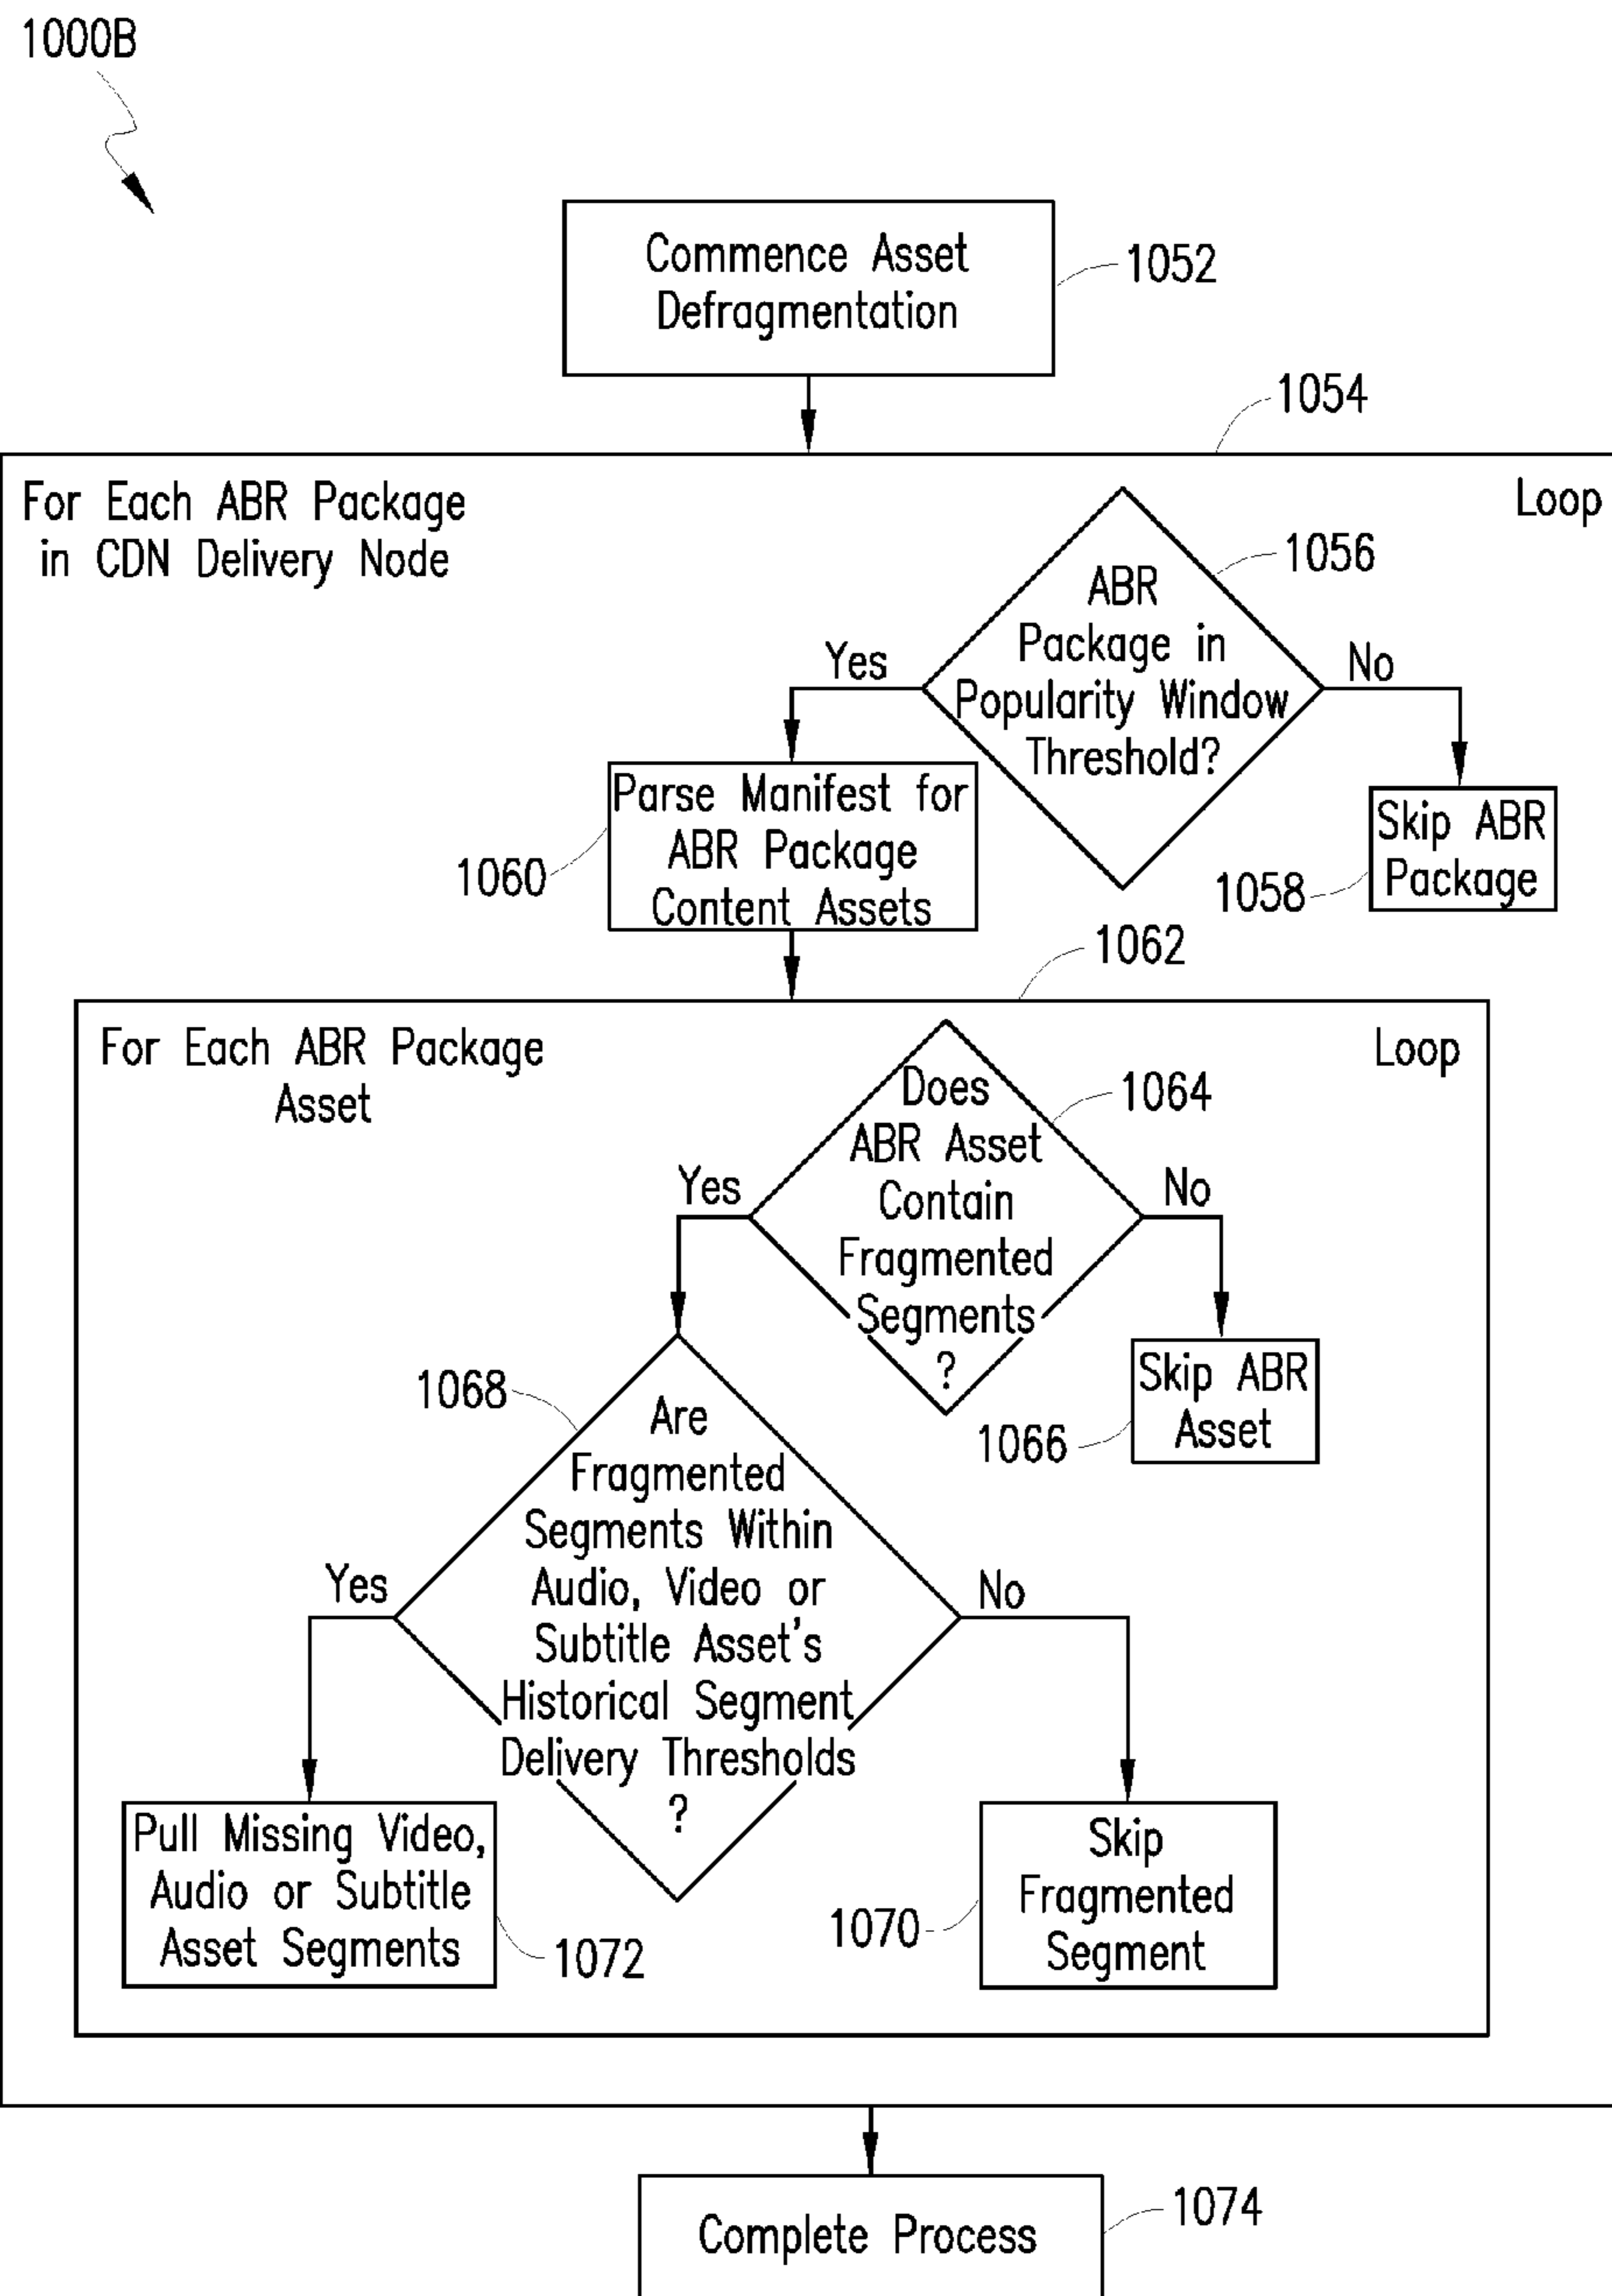 1000B
Commence Asset
Defragmentation
1052
1054
For Each ABR Package
in CDN Delivery Node
Loop
1056
ABR
Package in
Popularity Window
Threshold?
Yes
No
Parse Manifest for
ABR Package
Content Assets
1060
Skip ABR
Package
1058
1062
For Each ABR Package
Asset
Loop
1064
Does
ABR Asset
Contain
Fragmented
Segments
?
Yes
No
Skip ABR
Asset
1066
1068
Are
Fragmented
Segments Within
Audio, Video or
Subtitle Asset's
Historical Segment
Delivery Thresholds
?
Yes
No
Pull Missing Video,
Audio or Subtitle
Asset Segments
1072
Skip
Fragmented
Segment
1070
Complete Process
1074